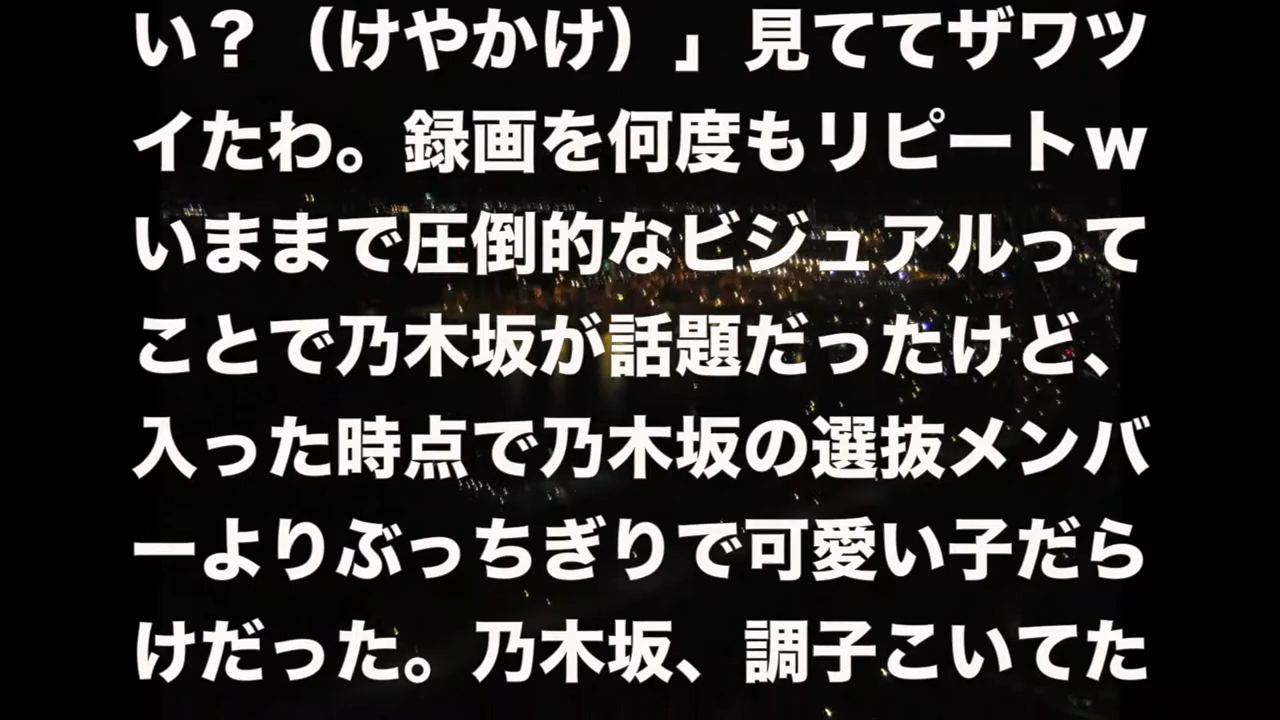 い？（けやかけ）」見ててザワツ
イたわ。録画を何度もリピートｗ
いままで圧倒的なビジュアルって
ことで乃木坂が話題だったけど、
入った時点で乃木坂の選抜メンバ
ーよりぶっちぎりで可愛い子だら
けだった。乃木坂、調子こいてた